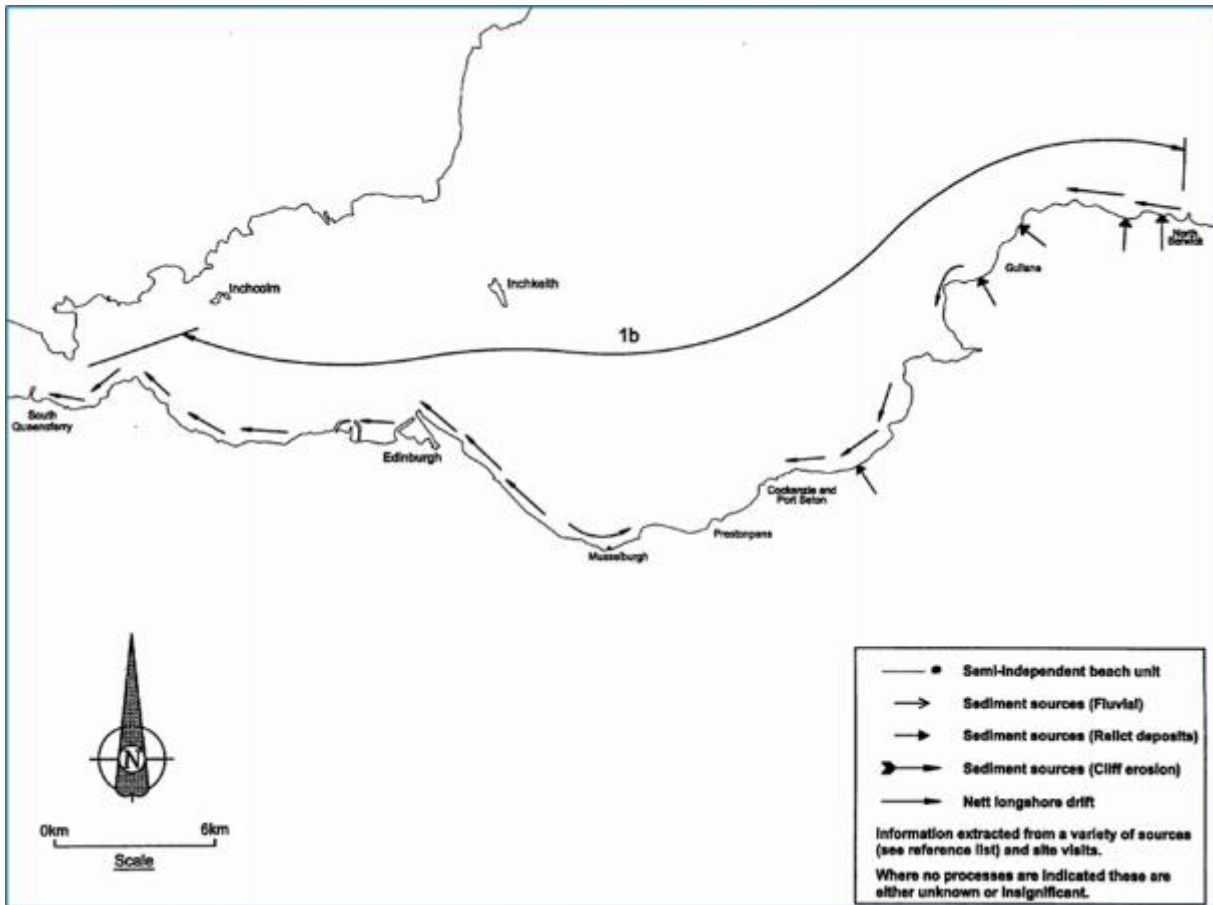 Inchcolm
Inchkeith
1b
North
Berwick
Gullane
South
Queensferry
Edinburgh
Cockenzie and
Port Seton
Prestonpans
Musselburgh
N
0km 6km
Scale
Semi-independent beach unit
Sediment sources (Fluvial)
Sediment sources (Relict deposits)
Sediment sources (Cliff erosion)
Nett longshore drift
Information extracted from a variety of sources
(see reference list) and site visits.
Where no processes are indicated these are
either unknown or insignificant.